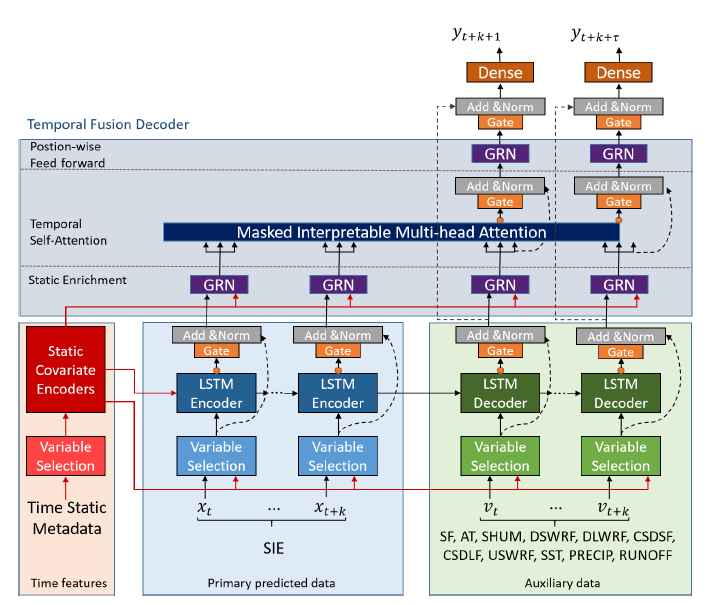 y_{t+k+1} y_{t+k+τ}
Dense Dense
Add &Norm Add &Norm
Gate Gate
Temporal Fusion Decoder
Postion-wise
Feed forward
GRN GRN
Add &Norm Add &Norm
Gate Gate
Temporal
Self-Attention
Masked Interpretable Multi-head Attention
Static Enrichment
GRN GRN GRN GRN
Add &Norm Add &Norm Add &Norm Add &Norm
Gate Gate Gate Gate
Static
Covariate
Encoders
LSTM
Encoder
LSTM
Encoder
LSTM
Decoder
LSTM
Decoder
Variable
Selection
Variable
Selection
Variable
Selection
Variable
Selection
Variable
Selection
Time Static
Metadata
x_t ... x_{t+k}
v_t ... v_{t+k}
SIE
SF, AT, SHUM, DSWRF, DLWRF, CSDSF,
CSDLF, USWRF, SST, PRECIP, RUNOFF
Time features
Primary predicted data
Auxiliary data